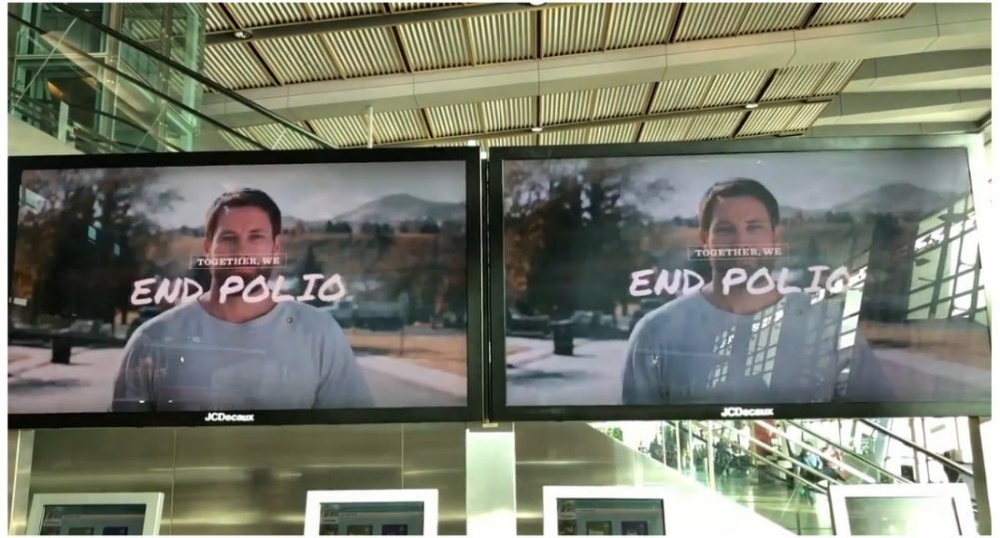 TOGETHER, WE
END POLIO
JCDecaux
TOGETHER, WE
END POLIO
JCDecaux